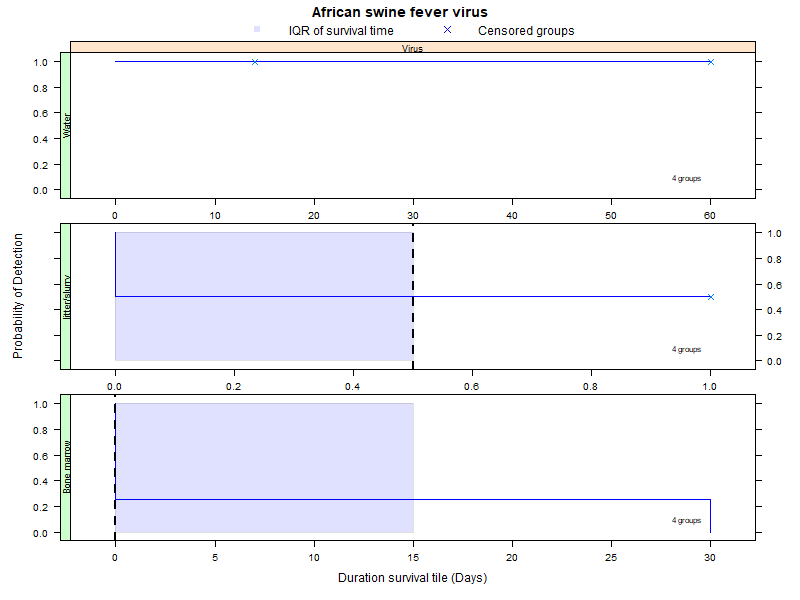 African swine fever virus
IQR of survival time Censored groups
Virus
1.0
0.8
0.6
0.4
0.2
0.0
Water
4 groups
0 10 20 30 40 50 60
Probability of Detection
litter/slurry
1.0
0.8
0.6
0.4
0.2
0.0
4 groups
0.0 0.2 0.4 0.6 0.8 1.0
1.0
0.8
0.6
0.4
0.2
0.0
Bone marrow
4 groups
0 5 10 15 20 25 30
Duration survival tile (Days)